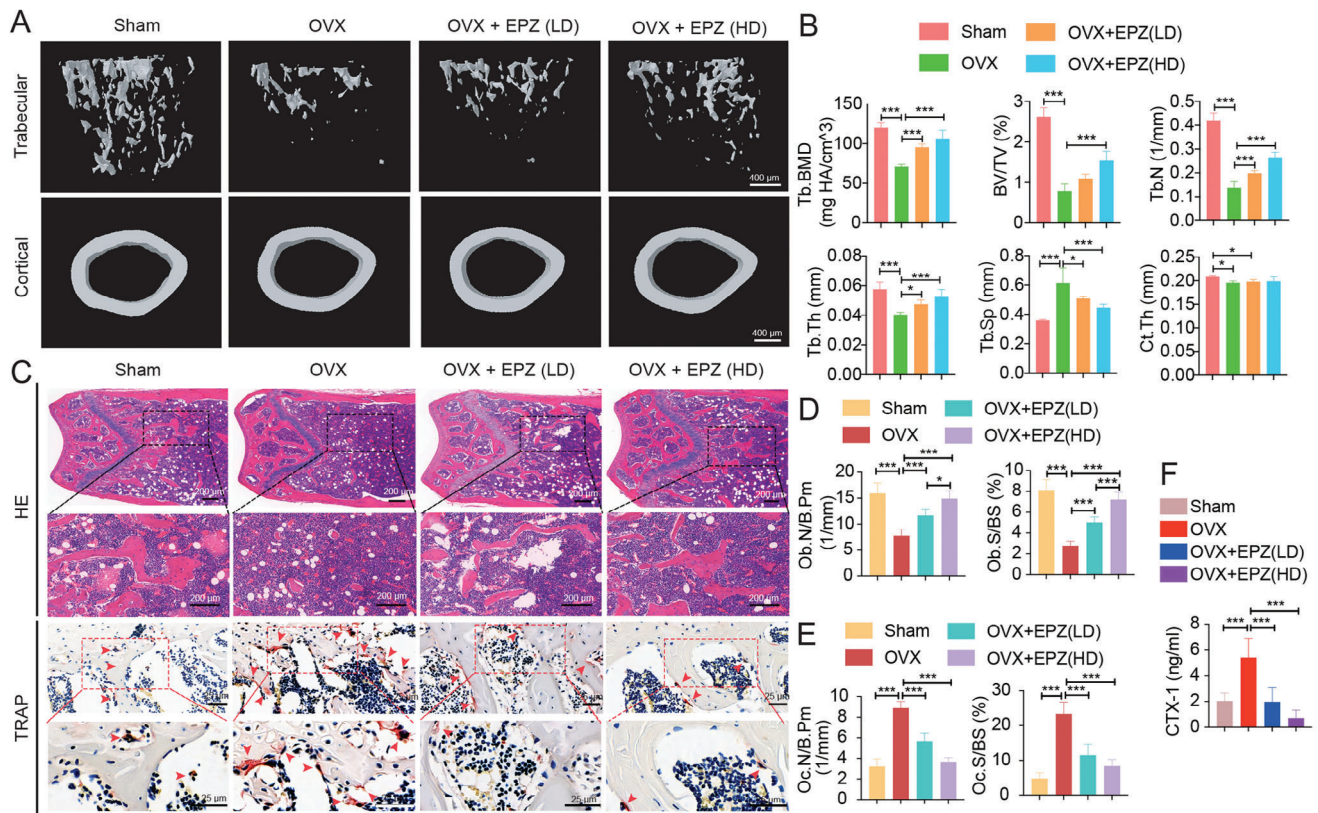 A
Sham
OVX
OVX + EPZ (LD)
OVX + EPZ (HD)
Trabecular
400 μm
Cortical
400 μm
B
Sham
OVX+EPZ(LD)
OVX
OVX+EPZ(HD)
Tb.BMD
(mg HA/cm^3)
150
100
50
0
***
***
***
BV/TV (%)
3
2
1
0
***
***
Tb.N (1/mm)
0.5
0.4
0.3
0.2
0.1
0.0
***
***
***
Tb.Th (mm)
0.08
0.06
0.04
0.02
0.00
***
***
*
Tb.Sp (mm)
0.8
0.6
0.4
0.2
0.0
***
***
*
Ct.Th (mm)
0.25
0.20
0.15
0.10
0.05
0.00
*
*
C
Sham
OVX
OVX + EPZ (LD)
OVX + EPZ (HD)
HE
200 μm
200 μm
200 μm
200 μm
200 μm
200 μm
200 μm
200 μm
TRAP
25 μm
25 μm
25 μm
25 μm
25 μm
25 μm
D
Sham
OVX+EPZ(LD)
OVX
OVX+EPZ(HD)
Ob.N/B.Pm
(1/mm)
20
15
10
5
0
***
***
***
*
Ob.S/BS (%)
10
8
6
4
2
0
***
***
***
***
E
Sham
OVX+EPZ(LD)
OVX
OVX+EPZ(HD)
Oc.N/B.Pm
(1/mm)
10
8
6
4
2
0
***
***
***
Oc.S/BS (%)
30
20
10
0
***
***
***
F
Sham
OVX
OVX+EPZ(LD)
OVX+EPZ(HD)
CTX-1 (ng/ml)
8
6
4
2
0
***
***
***